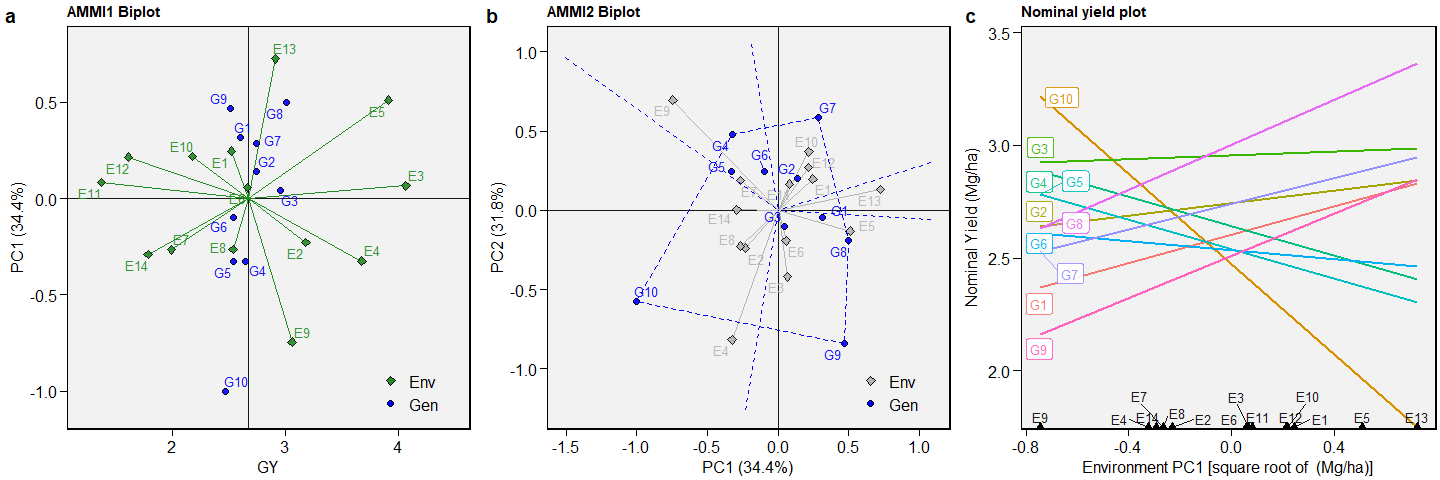 a
AMMI1 Biplot
PC1 (34.4%)
0.5
0.0
-0.5
-1.0
E13
E5
G9
G8
G1
G7
E10
E1
G2
E12
E11
E3
E6
G3
G6
E7
E8
E2
E4
E14
G5
G4
E9
G10
Env
Gen
2
3
4
GY
b
AMMI2 Biplot
PC2 (31.8%)
1.0
0.5
0.0
-0.5
-1.0
E9
G7
G4
E10
G6
E12
G5
G2
E7
E11
E1
E13
E14
G3
G1
E5
E8
E2
E6
G8
E3
G10
E4
G9
Env
Gen
-1.5
-1.0
-0.5
0.0
0.5
1.0
PC1 (34.4%)
c
Nominal yield plot
Nominal Yield (Mg/ha)
3.5
3.0
2.5
2.0
G10
G3
G4
G5
G2
G8
G6
G7
G1
G9
E7
E3
E10
E9
E4
E14
E8
E2
E6
E11
E12
E1
E5
E13
-0.8
-0.4
0.0
0.4
Environment PC1 [square root of (Mg/ha)]